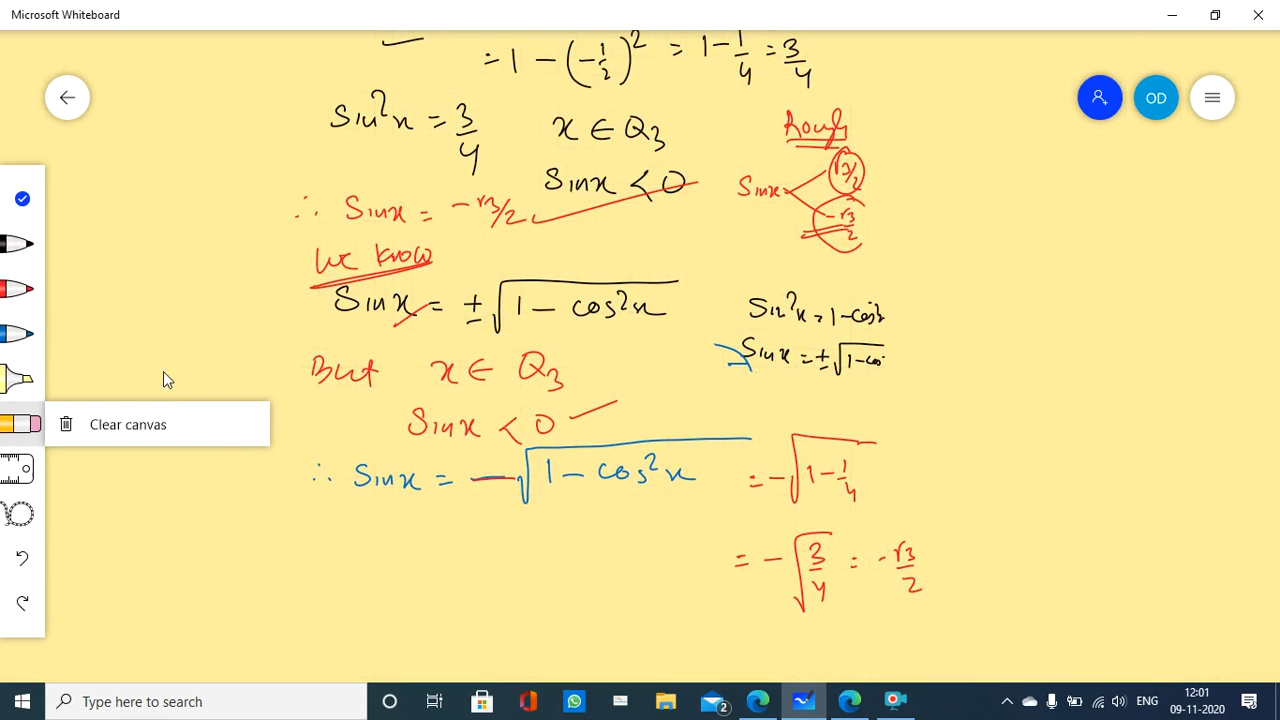 Microsoft Whiteboard
= 1 - (-1/2)² = 1 - 1/4 = 3/4
OD
Sin²x = 3/4 x ∈ Q₃
Rough
Sinx < 0
Sinx √3/2
-√3/2
∴ Sinx = -√3/2
We know
Sinx = ± √1 - cos²x
Sin²x = 1 - cos²x
Sinx = ± √1-cos
But x ∈ Q₃
Clear canvas
Sinx < 0
∴ Sinx = - √1 - cos²x = - √1 - 1/4
= - √3/4 = -√3/2
Type here to search
2
ENG
12:01
09-11-2020